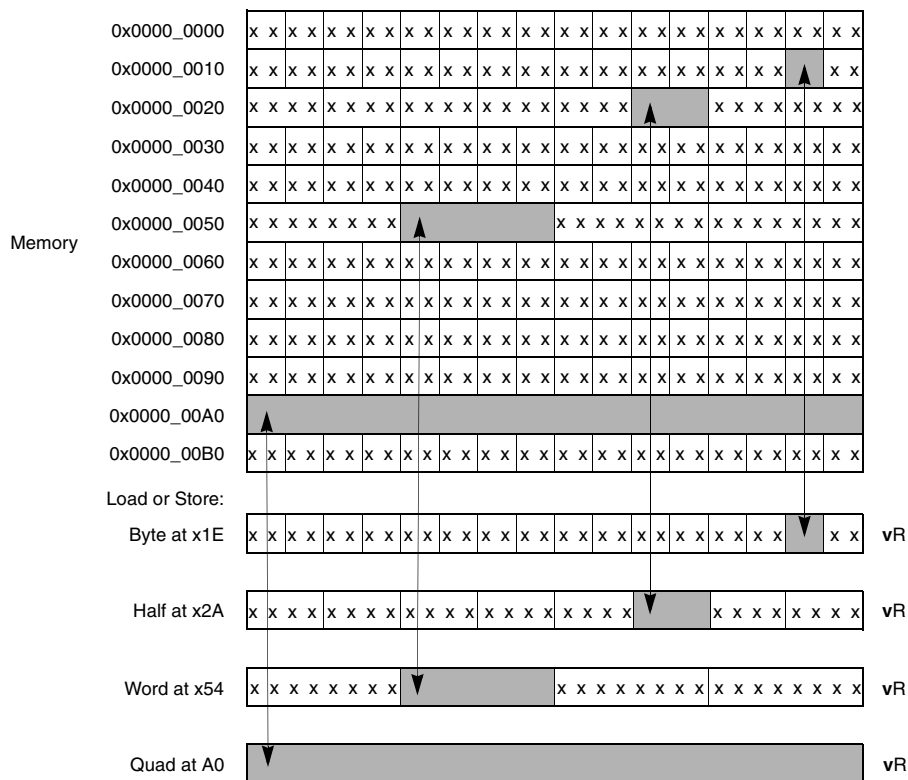 0x0000_0000 x x x x x x x x x x x x x x x x x x x x x x x x x x x x x x x x
0x0000_0010 x x x x x x x x x x x x x x x x x x x x x x x x x x x x x x
0x0000_0020 x x x x x x x x x x x x x x x x x x x x x x x x x x x x
0x0000_0030 x x x x x x x x x x x x x x x x x x x x x x x x x x x x x x x x
0x0000_0040 x x x x x x x x x x x x x x x x x x x x x x x x x x x x x x x x
0x0000_0050 x x x x x x x x x x x x x x x x x x x x x x x x
Memory
0x0000_0060 x x x x x x x x x x x x x x x x x x x x x x x x x x x x x x x x
0x0000_0070 x x x x x x x x x x x x x x x x x x x x x x x x x x x x x x x x
0x0000_0080 x x x x x x x x x x x x x x x x x x x x x x x x x x x x x x x x
0x0000_0090 x x x x x x x x x x x x x x x x x x x x x x x x x x x x x x x x
0x0000_00A0
0x0000_00B0 x x x x x x x x x x x x x x x x x x x x x x x x x x x x x x x x
Load or Store:
Byte at x1E x x x x x x x x x x x x x x x x x x x x x x x x x x x x x x vR
Half at x2A x x x x x x x x x x x x x x x x x x x x x x x x x x x x vR
Word at x54 x x x x x x x x x x x x x x x x x x x x x x x x vR
Quad at A0 vR